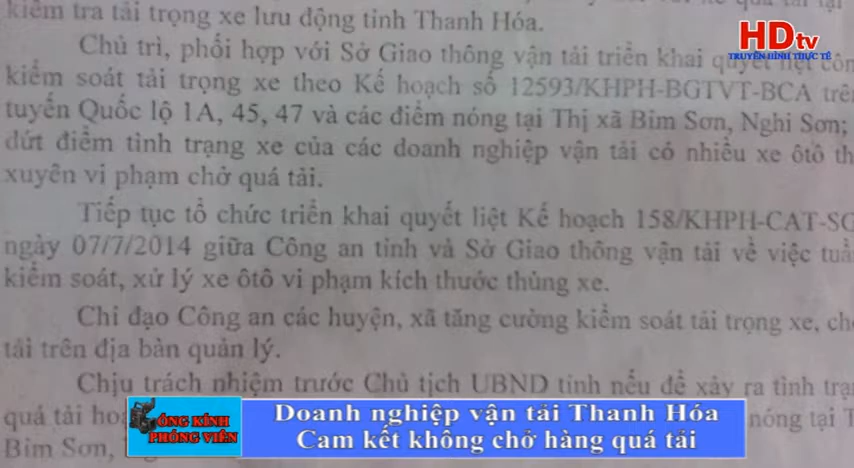 kiểm tra tải trọng xe lưu động tỉnh Thanh Hóa.
HDtv
TRUYỀN HÌNH THỰC TẾ
Chủ trì, phối hợp với Sở Giao thông vận tải triển khai quyết liệt
kiểm soát tải trọng xe theo Kế hoạch số 12593/KHPH-BGTVT-BCA trê
tuyến Quốc lộ 1A, 45, 47 và các điểm nóng tại Thị xã Bỉm Sơn, Nghi Sơn;
dứt điểm tình trạng xe của các doanh nghiệp vận tải có nhiều xe ôtô th
xuyên vi phạm chở quá tải.
Tiếp tục tổ chức triển khai quyết liệt Kế hoạch 158/KHPH-CAT-SG
ngày 07/7/2014 giữa Công an tỉnh và Sở Giao thông vận tải về việc tuầ
kiểm soát, xử lý xe ôtô vi phạm kích thước thùng xe.
Chỉ đạo Công an các huyện, xã tăng cường kiểm soát tải trọng xe, ch
tải trên địa bàn quản lý.
Chịu trách nhiệm trước Chủ tịch UBND tỉnh nếu để xảy ra tình trạ
quá tải hoặ nóng tại T
Bỉm Sơn,
ỐNG KÍNH
PHÓNG VIÊN
Doanh nghiệp vận tải Thanh Hóa
Cam kết không chở hàng quá tải